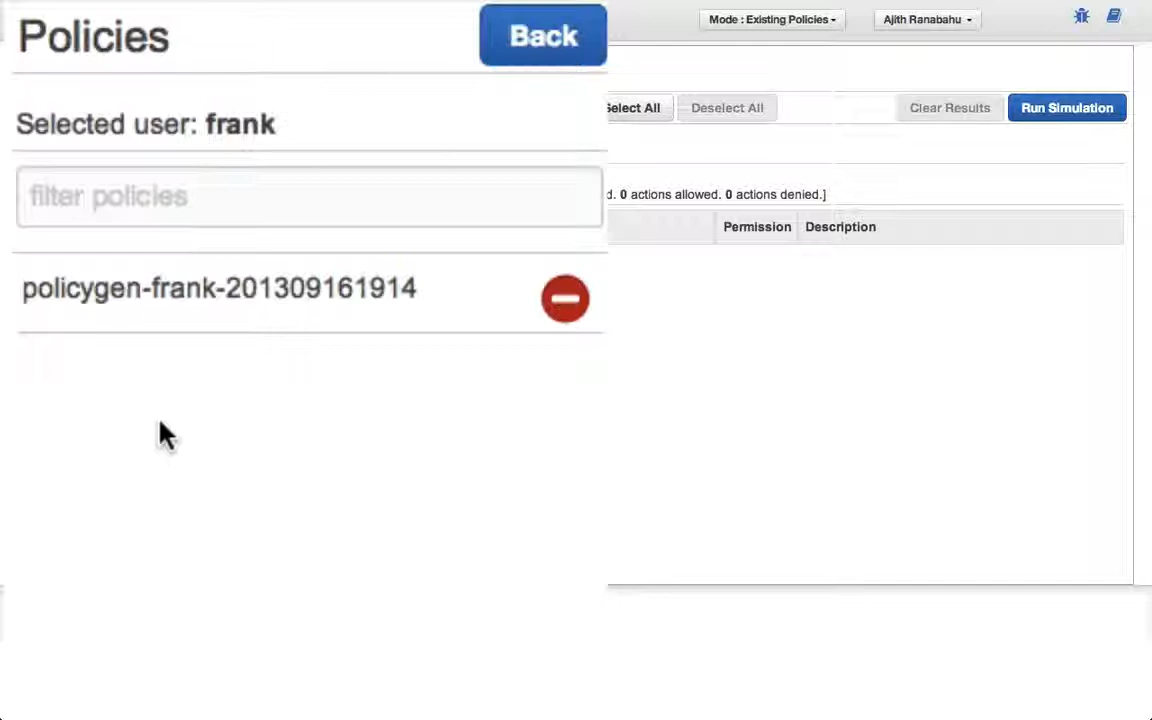 Policies
Back
Mode : Existing Policies
Ajith Ranabahu
Select All
Deselect All
Clear Results
Run Simulation
Selected user: frank
filter policies
d. 0 actions allowed. 0 actions denied.]
Permission
Description
policygen-frank-201309161914